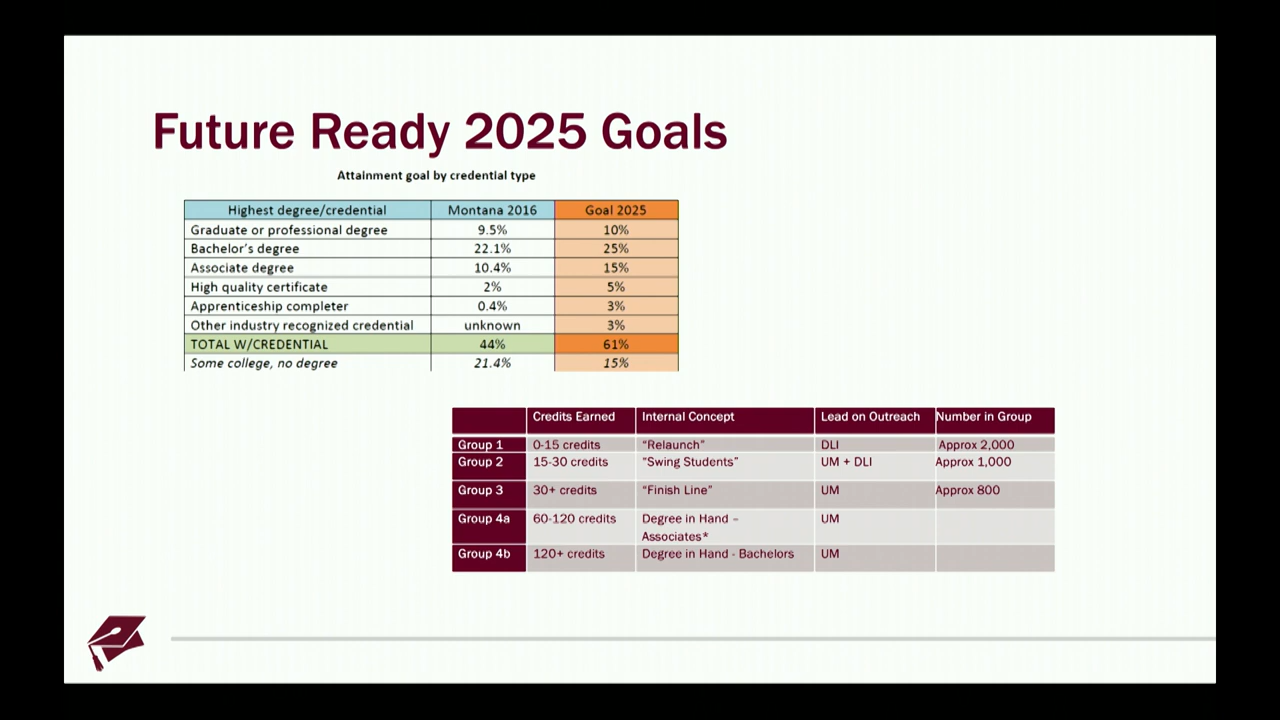 Future Ready 2025 Goals
Attainment goal by credential type
Highest degree/credential Montana 2016 Goal 2025
Graduate or professional degree 9.5% 10%
Bachelor's degree 22.1% 25%
Associate degree 10.4% 15%
High quality certificate 2% 5%
Apprenticeship completer 0.4% 3%
Other industry recognized credential unknown 3%
TOTAL W/CREDENTIAL 44% 61%
Some college, no degree 21.4% 15%
Credits Earned Internal Concept Lead on Outreach Number in Group
Group 1 0-15 credits “Relaunch” DLI Approx 2,000
Group 2 15-30 credits “Swing Students” UM + DLI Approx 1,000
Group 3 30+ credits “Finish Line” UM Approx 800
Group 4a 60-120 credits Degree in Hand – UM
Associates*
Group 4b 120+ credits Degree in Hand - Bachelors UM